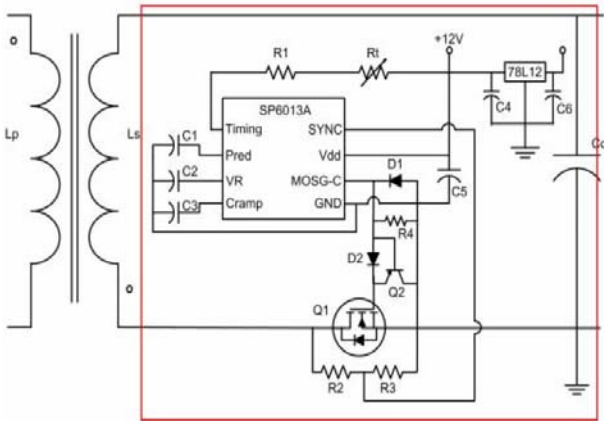 +12V
R1
Rt
78L12
C4
C6
SP6013A
Timing
SYNC
Lp
Ls
C1
Pred
Vdd
D1
C2
VR
MOSG-C
C5
C3
Cramp
GND
R4
D2
Q2
Q1
R2
R3